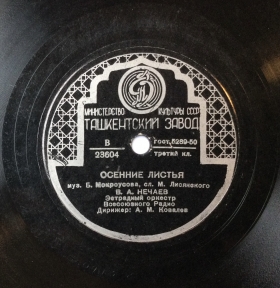 МИНИСТЕРСТВО КУЛЬТУРЫ СССР
ТАШКЕНТСКИЙ ЗАВОД
В ГОСТ 5289-50
23604 третий кл.
ОСЕННИЕ ЛИСТЬЯ
муз. Б. Мокроусова, сл. М. Лисянского
В. А. НЕЧАЕВ
Эстрадный оркестр
Всесоюзного Радио
Дирижер: А. М. Ковалев